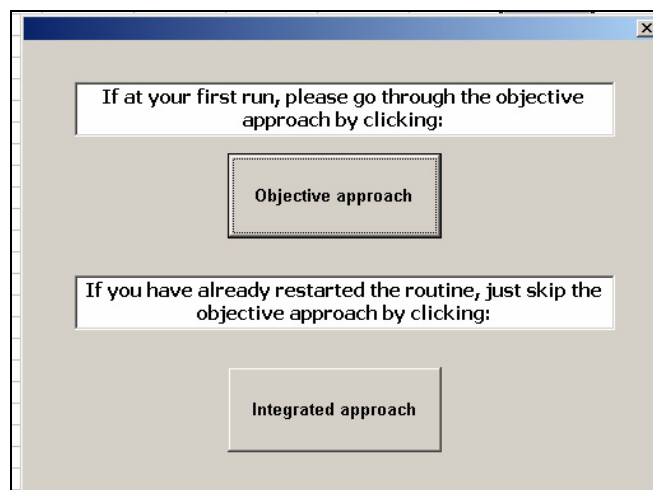 If at your first run, please go through the objective
approach by clicking:
Objective approach
If you have already restarted the routine, just skip the
objective approach by clicking:
Integrated approach